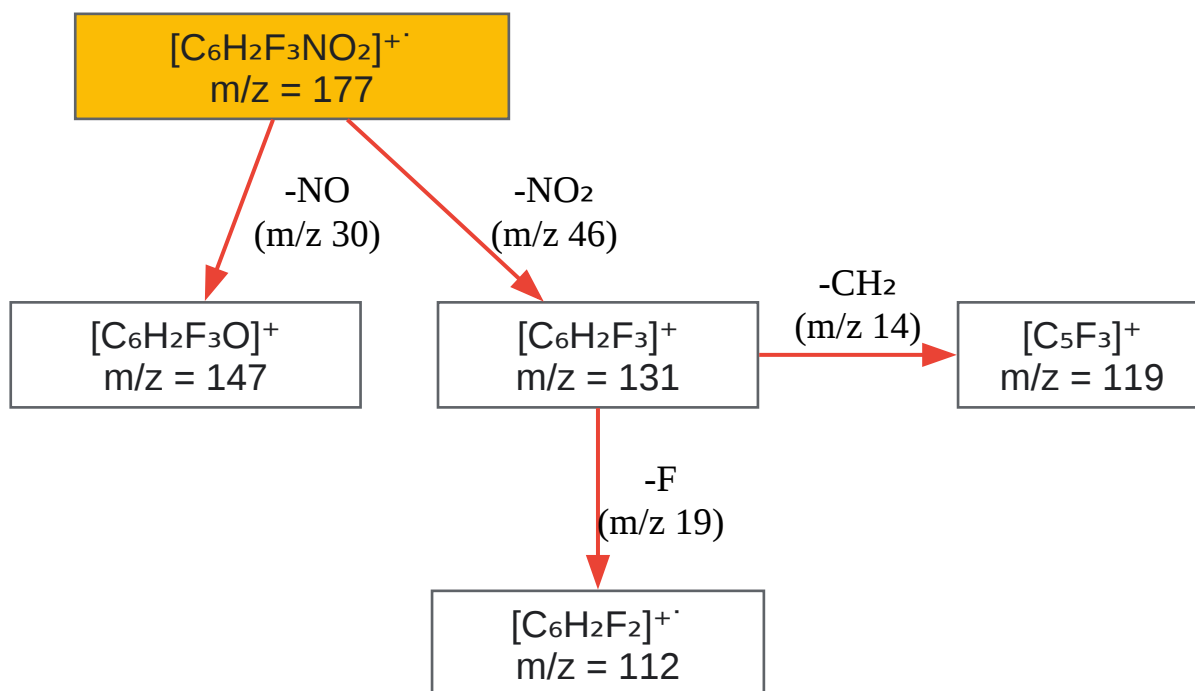 [C₆H₂F₃NO₂]⁺˙
m/z = 177
-NO
(m/z 30)
-NO₂
(m/z 46)
-CH₂
(m/z 14)
[C₆H₂F₃O]⁺
m/z = 147
[C₆H₂F₃]⁺
m/z = 131
[C₅F₃]⁺
m/z = 119
-F
(m/z 19)
[C₆H₂F₂]⁺˙
m/z = 112